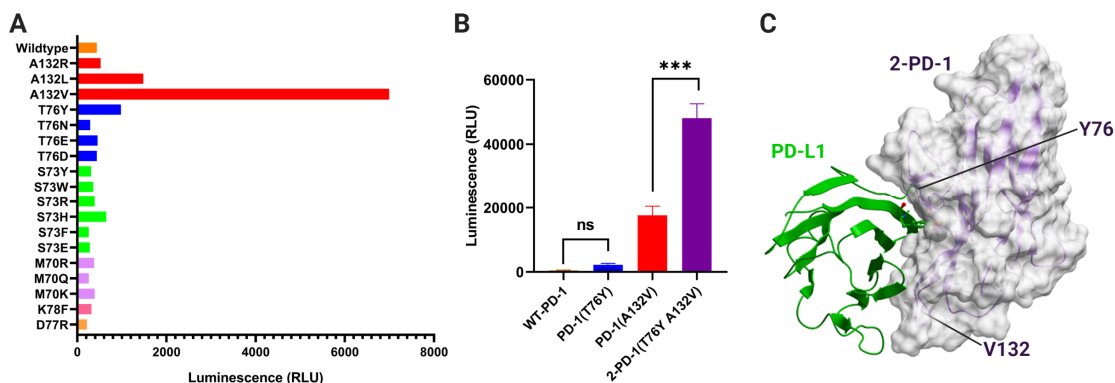 A
Wildtype
A132R
A132L
A132V
T76Y
T76N
T76E
T76D
S73Y
S73W
S73R
S73H
S73F
S73E
M70R
M70Q
M70K
K78F
D77R
0 2000 4000 6000 8000
Luminescence (RLU)
B
Luminescence (RLU)
60000
40000
20000
0
ns
***
WT-PD-1
PD-1(T76Y)
PD-1(A132V)
2-PD-1(T76Y A132V)
C
2-PD-1
Y76
PD-L1
V132